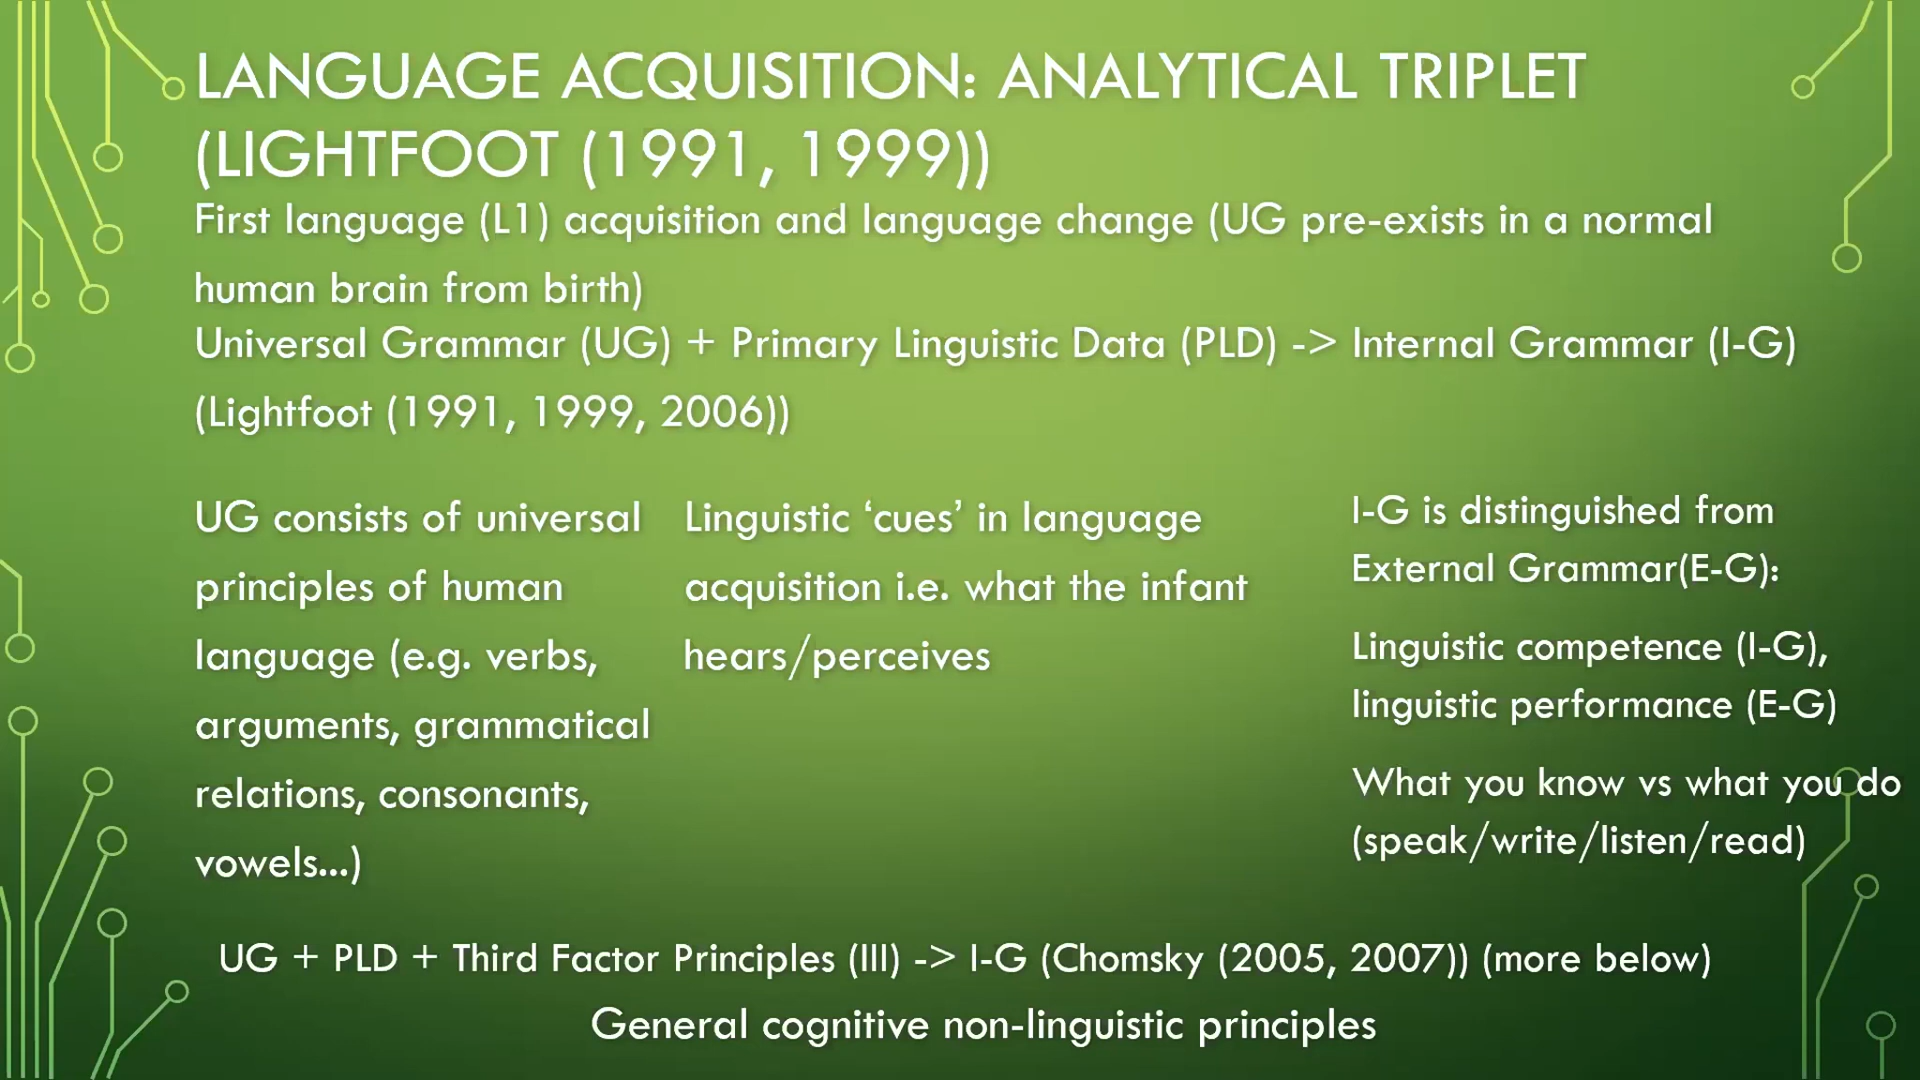 LANGUAGE ACQUISITION: ANALYTICAL TRIPLET
(LIGHTFOOT (1991, 1999))
First language (L1) acquisition and language change (UG pre-exists in a normal
human brain from birth)
Universal Grammar (UG) + Primary Linguistic Data (PLD) -> Internal Grammar (I-G)
(Lightfoot (1991, 1999, 2006))
UG consists of universal
principles of human
language (e.g. verbs,
arguments, grammatical
relations, consonants,
vowels...)
Linguistic ‘cues’ in language
acquisition i.e. what the infant
hears/perceives
I-G is distinguished from
External Grammar(E-G):
Linguistic competence (I-G),
linguistic performance (E-G)
What you know vs what you do
(speak/write/listen/read)
UG + PLD + Third Factor Principles (III) -> I-G (Chomsky (2005, 2007)) (more below)
General cognitive non-linguistic principles